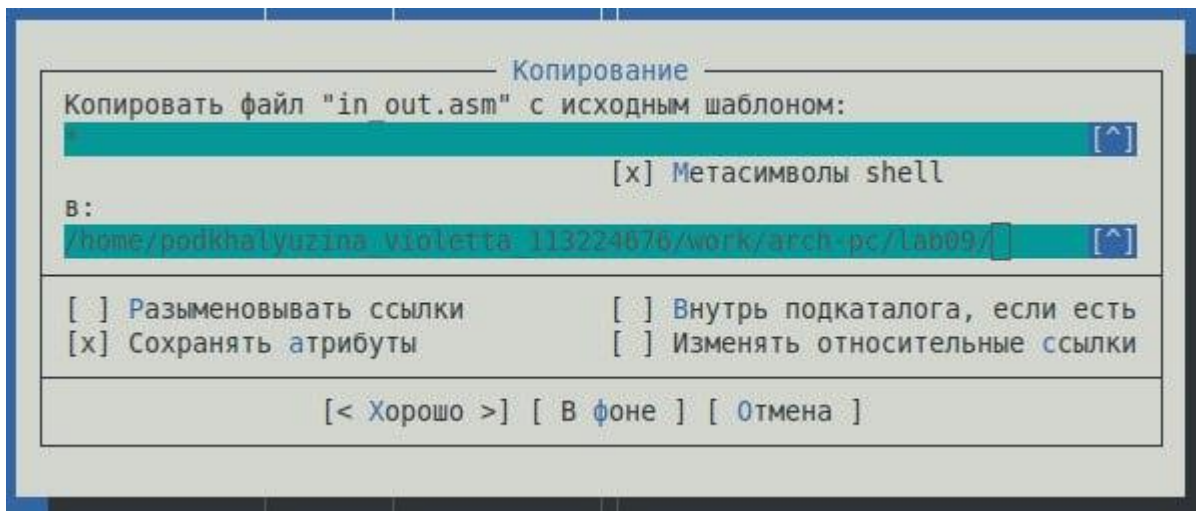 Копирование
Копировать файл "in_out.asm" с исходным шаблоном:
* [^]
[x] Метасимволы shell
в:
/home/podkhalyuzina_violetta_113224676/work/arch-pc/lab09/ [^]
[ ] Разыменовывать ссылки [ ] Внутрь подкаталога, если есть
[x] Сохранять атрибуты [ ] Изменять относительные ссылки
[< Хорошо >] [ В фоне ] [ Отмена ]